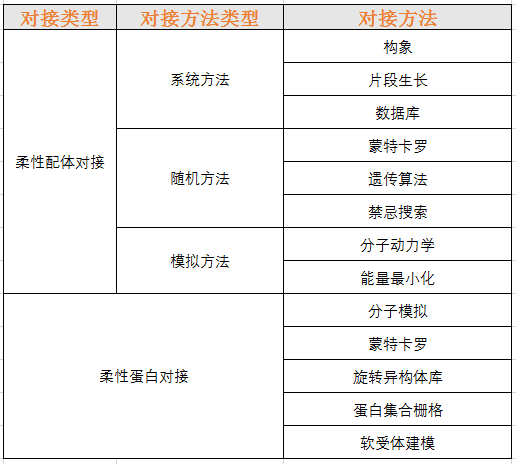 对接类型 对接方法类型 对接方法
柔性配体对接 系统方法 构象
片段生长
数据库
随机方法 蒙特卡罗
遗传算法
禁忌搜索
模拟方法 分子动力学
能量最小化
柔性蛋白对接 分子模拟
蒙特卡罗
旋转异构体库
蛋白集合栅格
软受体建模